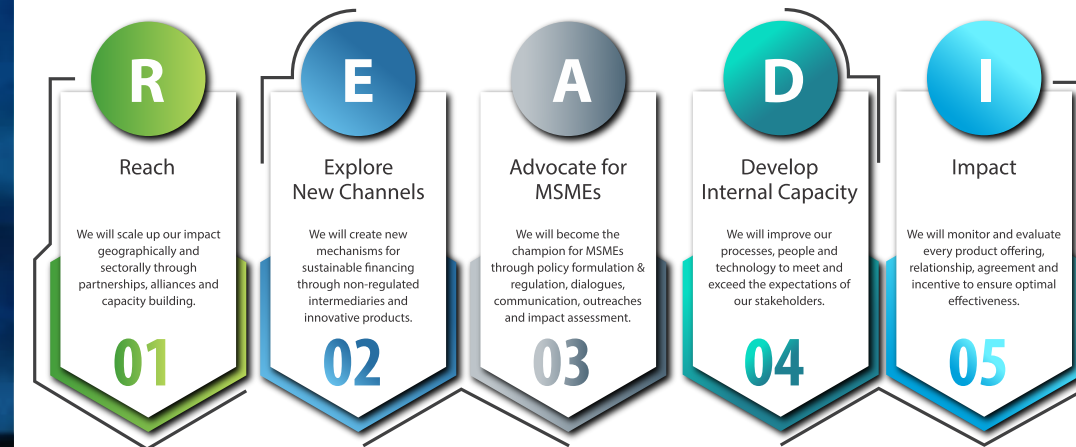 R
Reach
We will scale up our impact
geographically and
sectorally through
partnerships, alliances and
capacity building.
01
E
Explore
New Channels
We will create new
mechanisms for
sustainable financing
through non-regulated
intermediaries and
innovative products.
02
A
Advocate for
MSMEs
We will become the
champion for MSMEs
through policy formulation &
regulation, dialogues,
communication, outreaches
and impact assessment.
03
D
Develop
Internal Capacity
We will improve our
processes, people and
technology to meet and
exceed the expectations of
our stakeholders.
04
I
Impact
We will monitor and evaluate
every product offering,
relationship, agreement and
incentive to ensure optimal
effectiveness.
05